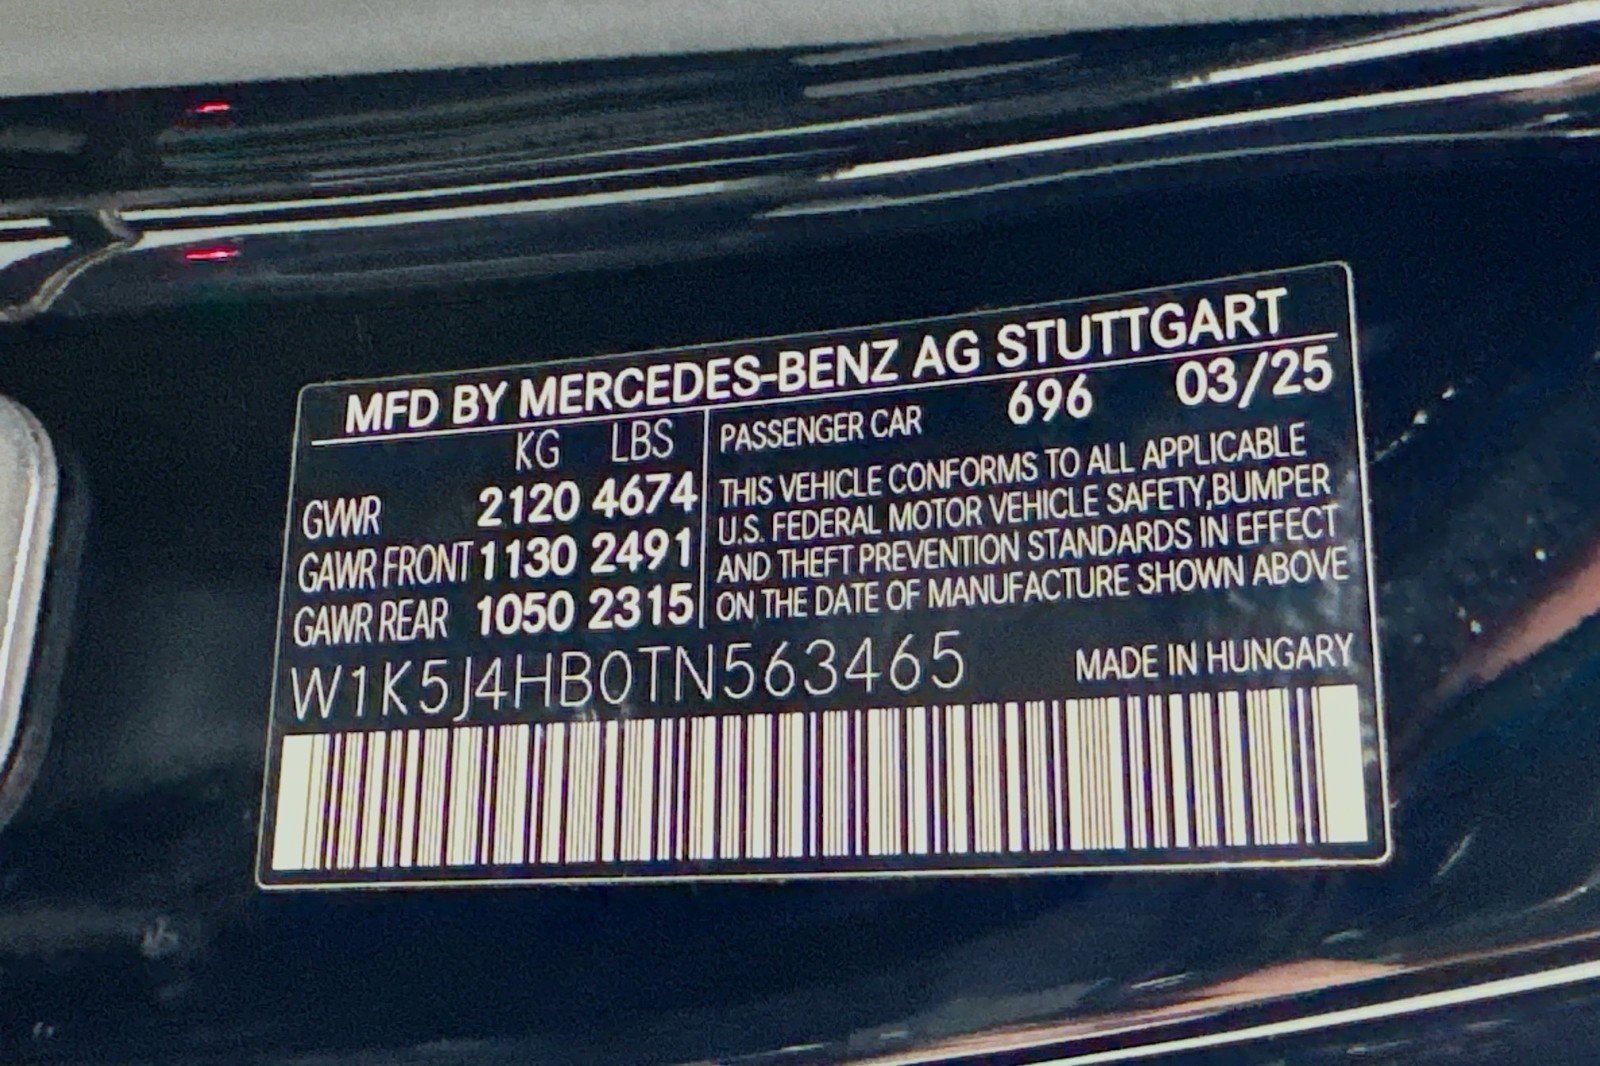 MFD BY MERCEDES-BENZ AG STUTTGART
KG LBS
GVWR 2120 4674
GAWR FRONT 1130 2491
GAWR REAR 1050 2315
PASSENGER CAR 696 03/25
THIS VEHICLE CONFORMS TO ALL APPLICABLE
U.S. FEDERAL MOTOR VEHICLE SAFETY,BUMPER
AND THEFT PREVENTION STANDARDS IN EFFECT
ON THE DATE OF MANUFACTURE SHOWN ABOVE
W1K5J4HB0TN563465
MADE IN HUNGARY